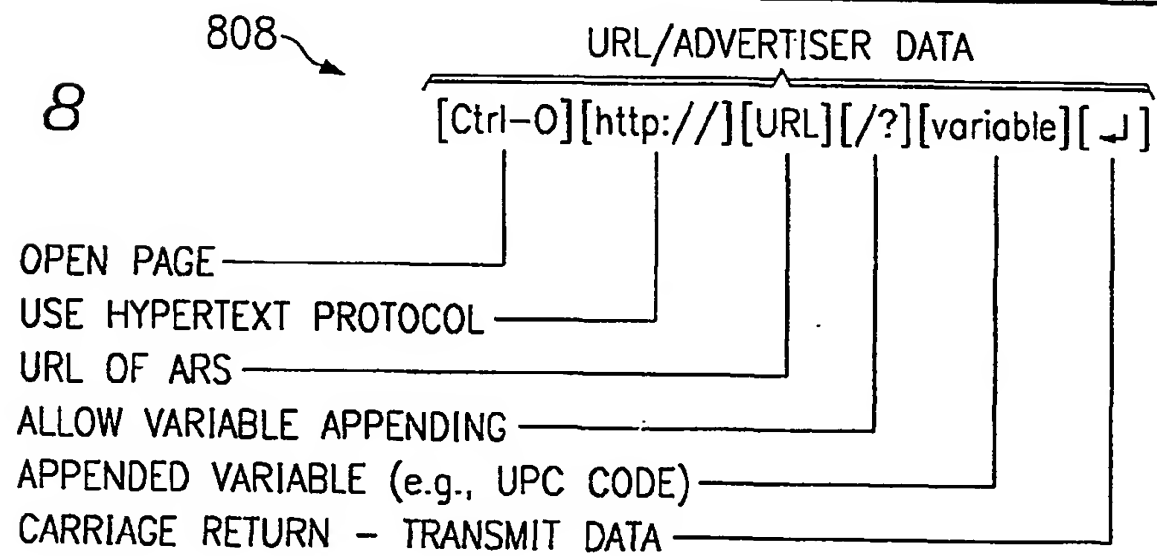 808
URL/ADVERTISER DATA
8
[Ctrl-O][http://][URL][/?][variable][↵]
OPEN PAGE
USE HYPERTEXT PROTOCOL
URL OF ARS
ALLOW VARIABLE APPENDING
APPENDED VARIABLE (e.g., UPC CODE)
CARRIAGE RETURN - TRANSMIT DATA